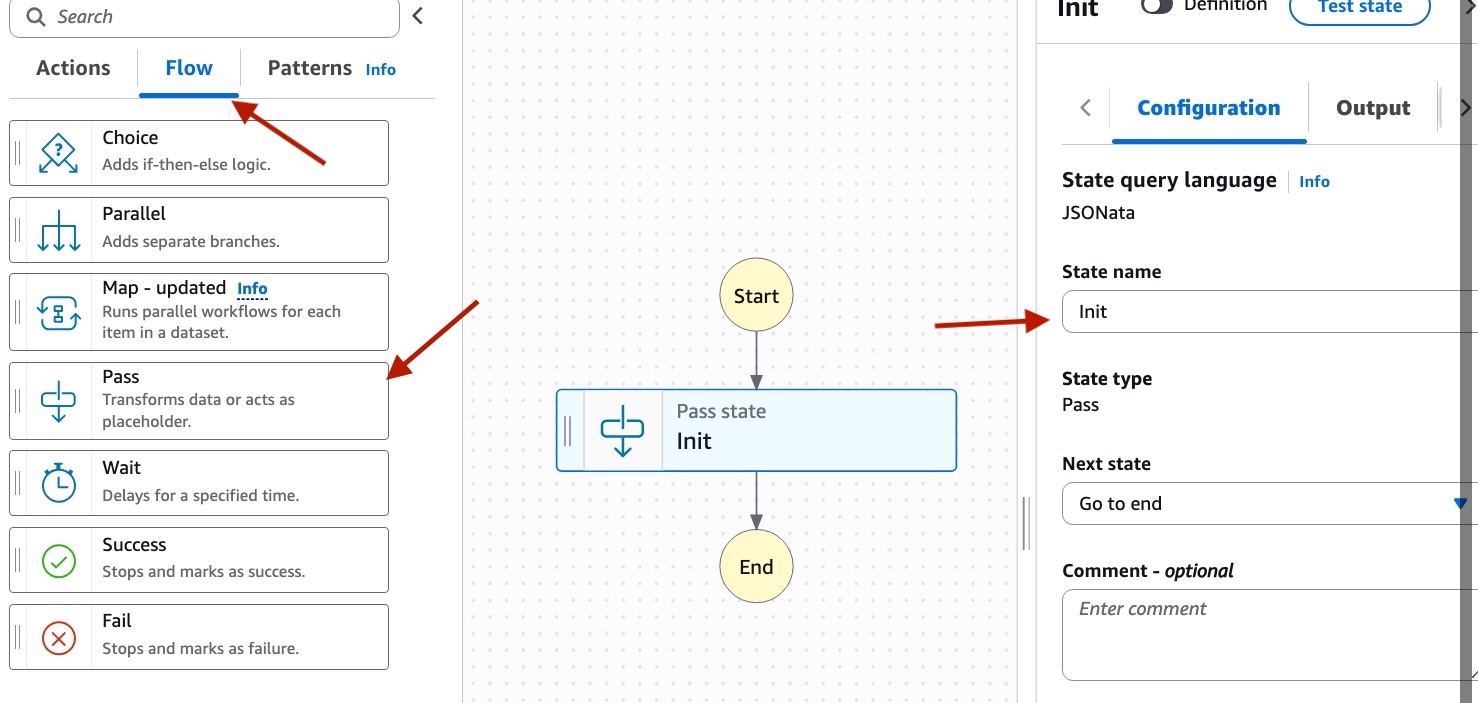 Search
Actions
Flow
Patterns Info
Choice
Adds if-then-else logic.
Parallel
Adds separate branches.
Map - updated Info
Runs parallel workflows for each
item in a dataset.
Pass
Transforms data or acts as
placeholder.
Wait
Delays for a specified time.
Success
Stops and marks as success.
Fail
Stops and marks as failure.
Start
Pass state
Init
End
Init
Definition
Test state
Configuration
Output
State query language Info
JSONata
State name
Init
State type
Pass
Next state
Go to end
Comment - optional
Enter comment